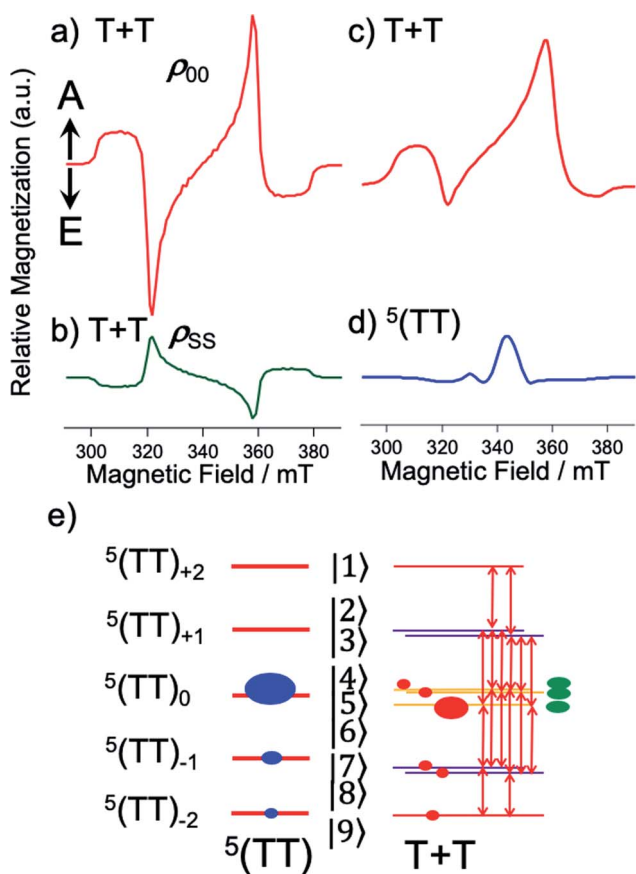 a) T+T
ρ00
A
E
Relative Magnetization (a.u.)
b) T+T
ρSS
300 320 340 360 380
Magnetic Field / mT
c) T+T
d) ⁵(TT)
300 320 340 360 380
Magnetic Field / mT
e)
⁵(TT)+2
⁵(TT)+1
⁵(TT)0
⁵(TT)-1
⁵(TT)-2
|1⟩
|2⟩
|3⟩
|4⟩
|5⟩
|6⟩
|7⟩
|8⟩
|9⟩
⁵(TT)
T+T